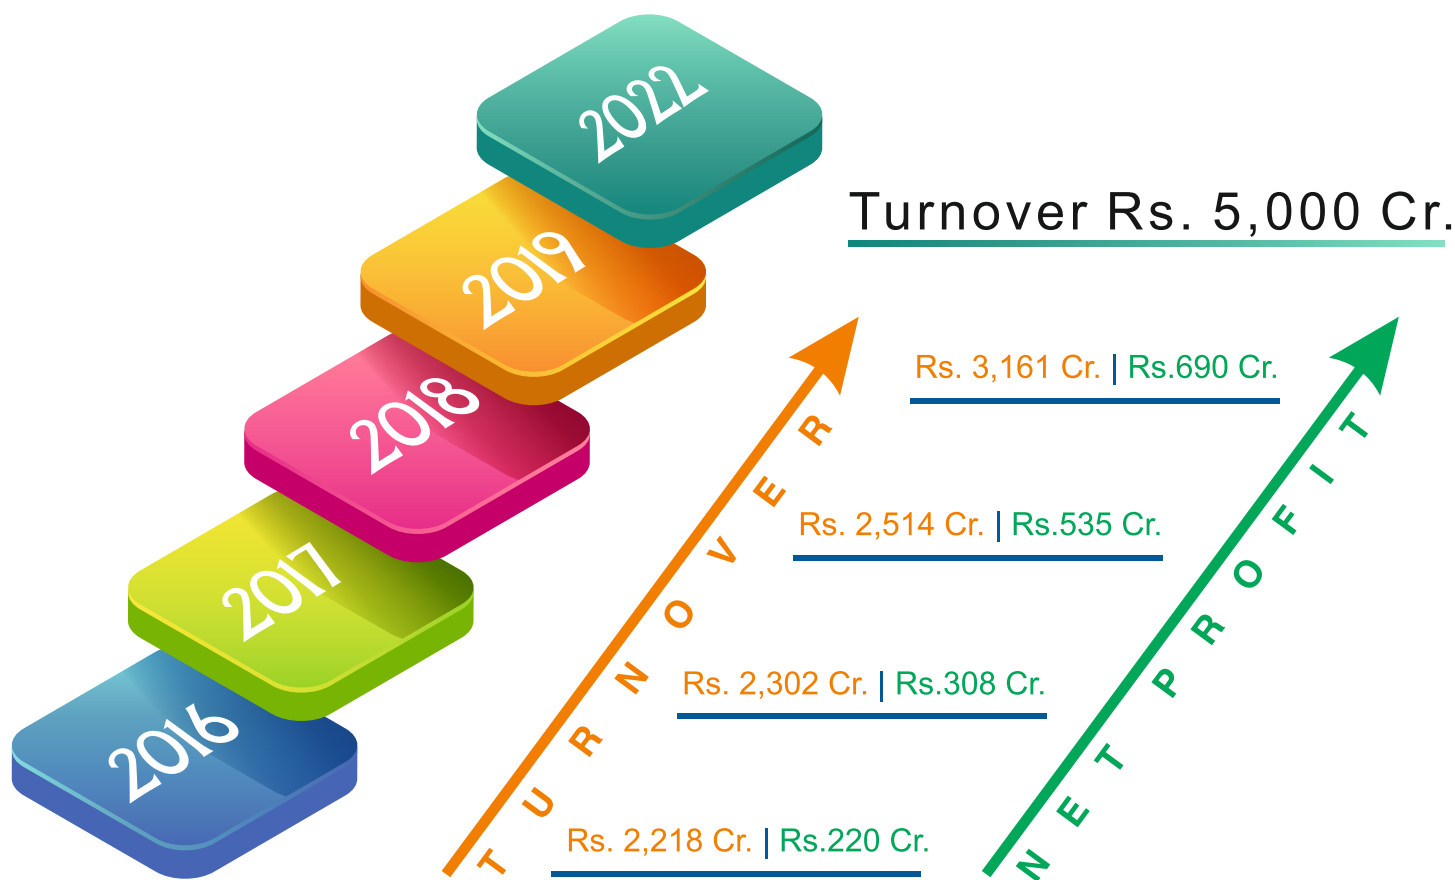 2022
Turnover Rs. 5,000 Cr.
2019
Rs. 3,161 Cr. | Rs.690 Cr.
2018
Rs. 2,514 Cr. | Rs.535 Cr.
2017
Rs. 2,302 Cr. | Rs.308 Cr.
2016
Rs. 2,218 Cr. | Rs.220 Cr.
TURNOVER
NET PROFIT